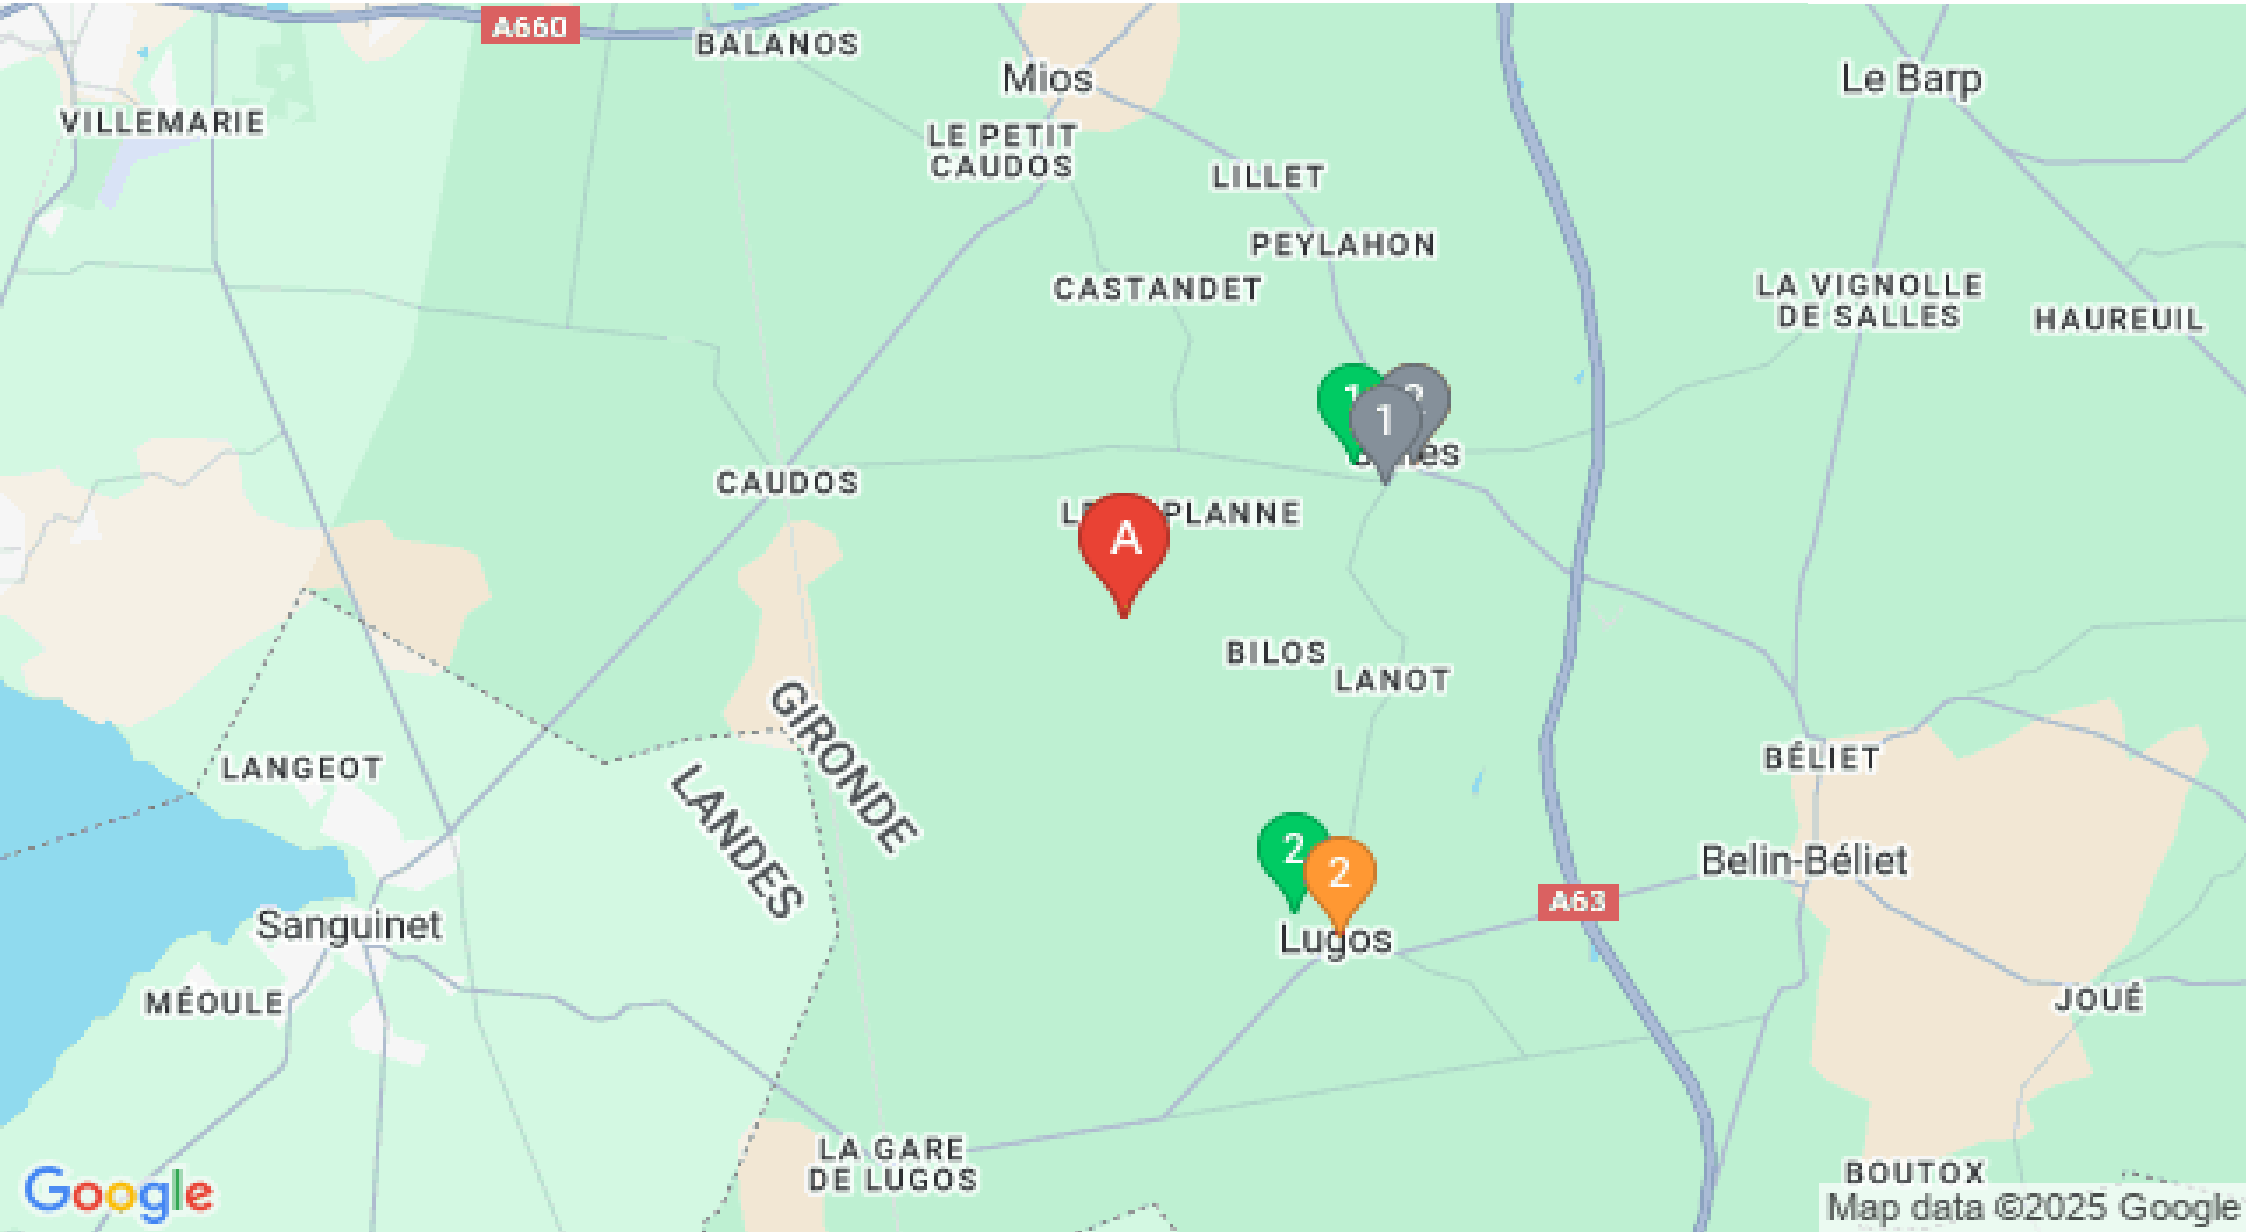 A660
BALANOS
Mios
Le Barp
VILLEMARIE
LE PETIT
CAUDOS
LILLET
PEYLAHON
CASTANDET
LA VIGNOLLE
DE SALLES
HAUREUIL
1
1
CAUDOS
PLANNE
A
BILOS
LANOT
GIRONDE
LANDES
LANGEOT
BÉLIET
2
2
Belin-Béliet
A63
Sanguinet
Lugos
MÉOULE
JOUÉ
LA GARE
DE LUGOS
BOUTOX
Google
Map data ©2025 Google